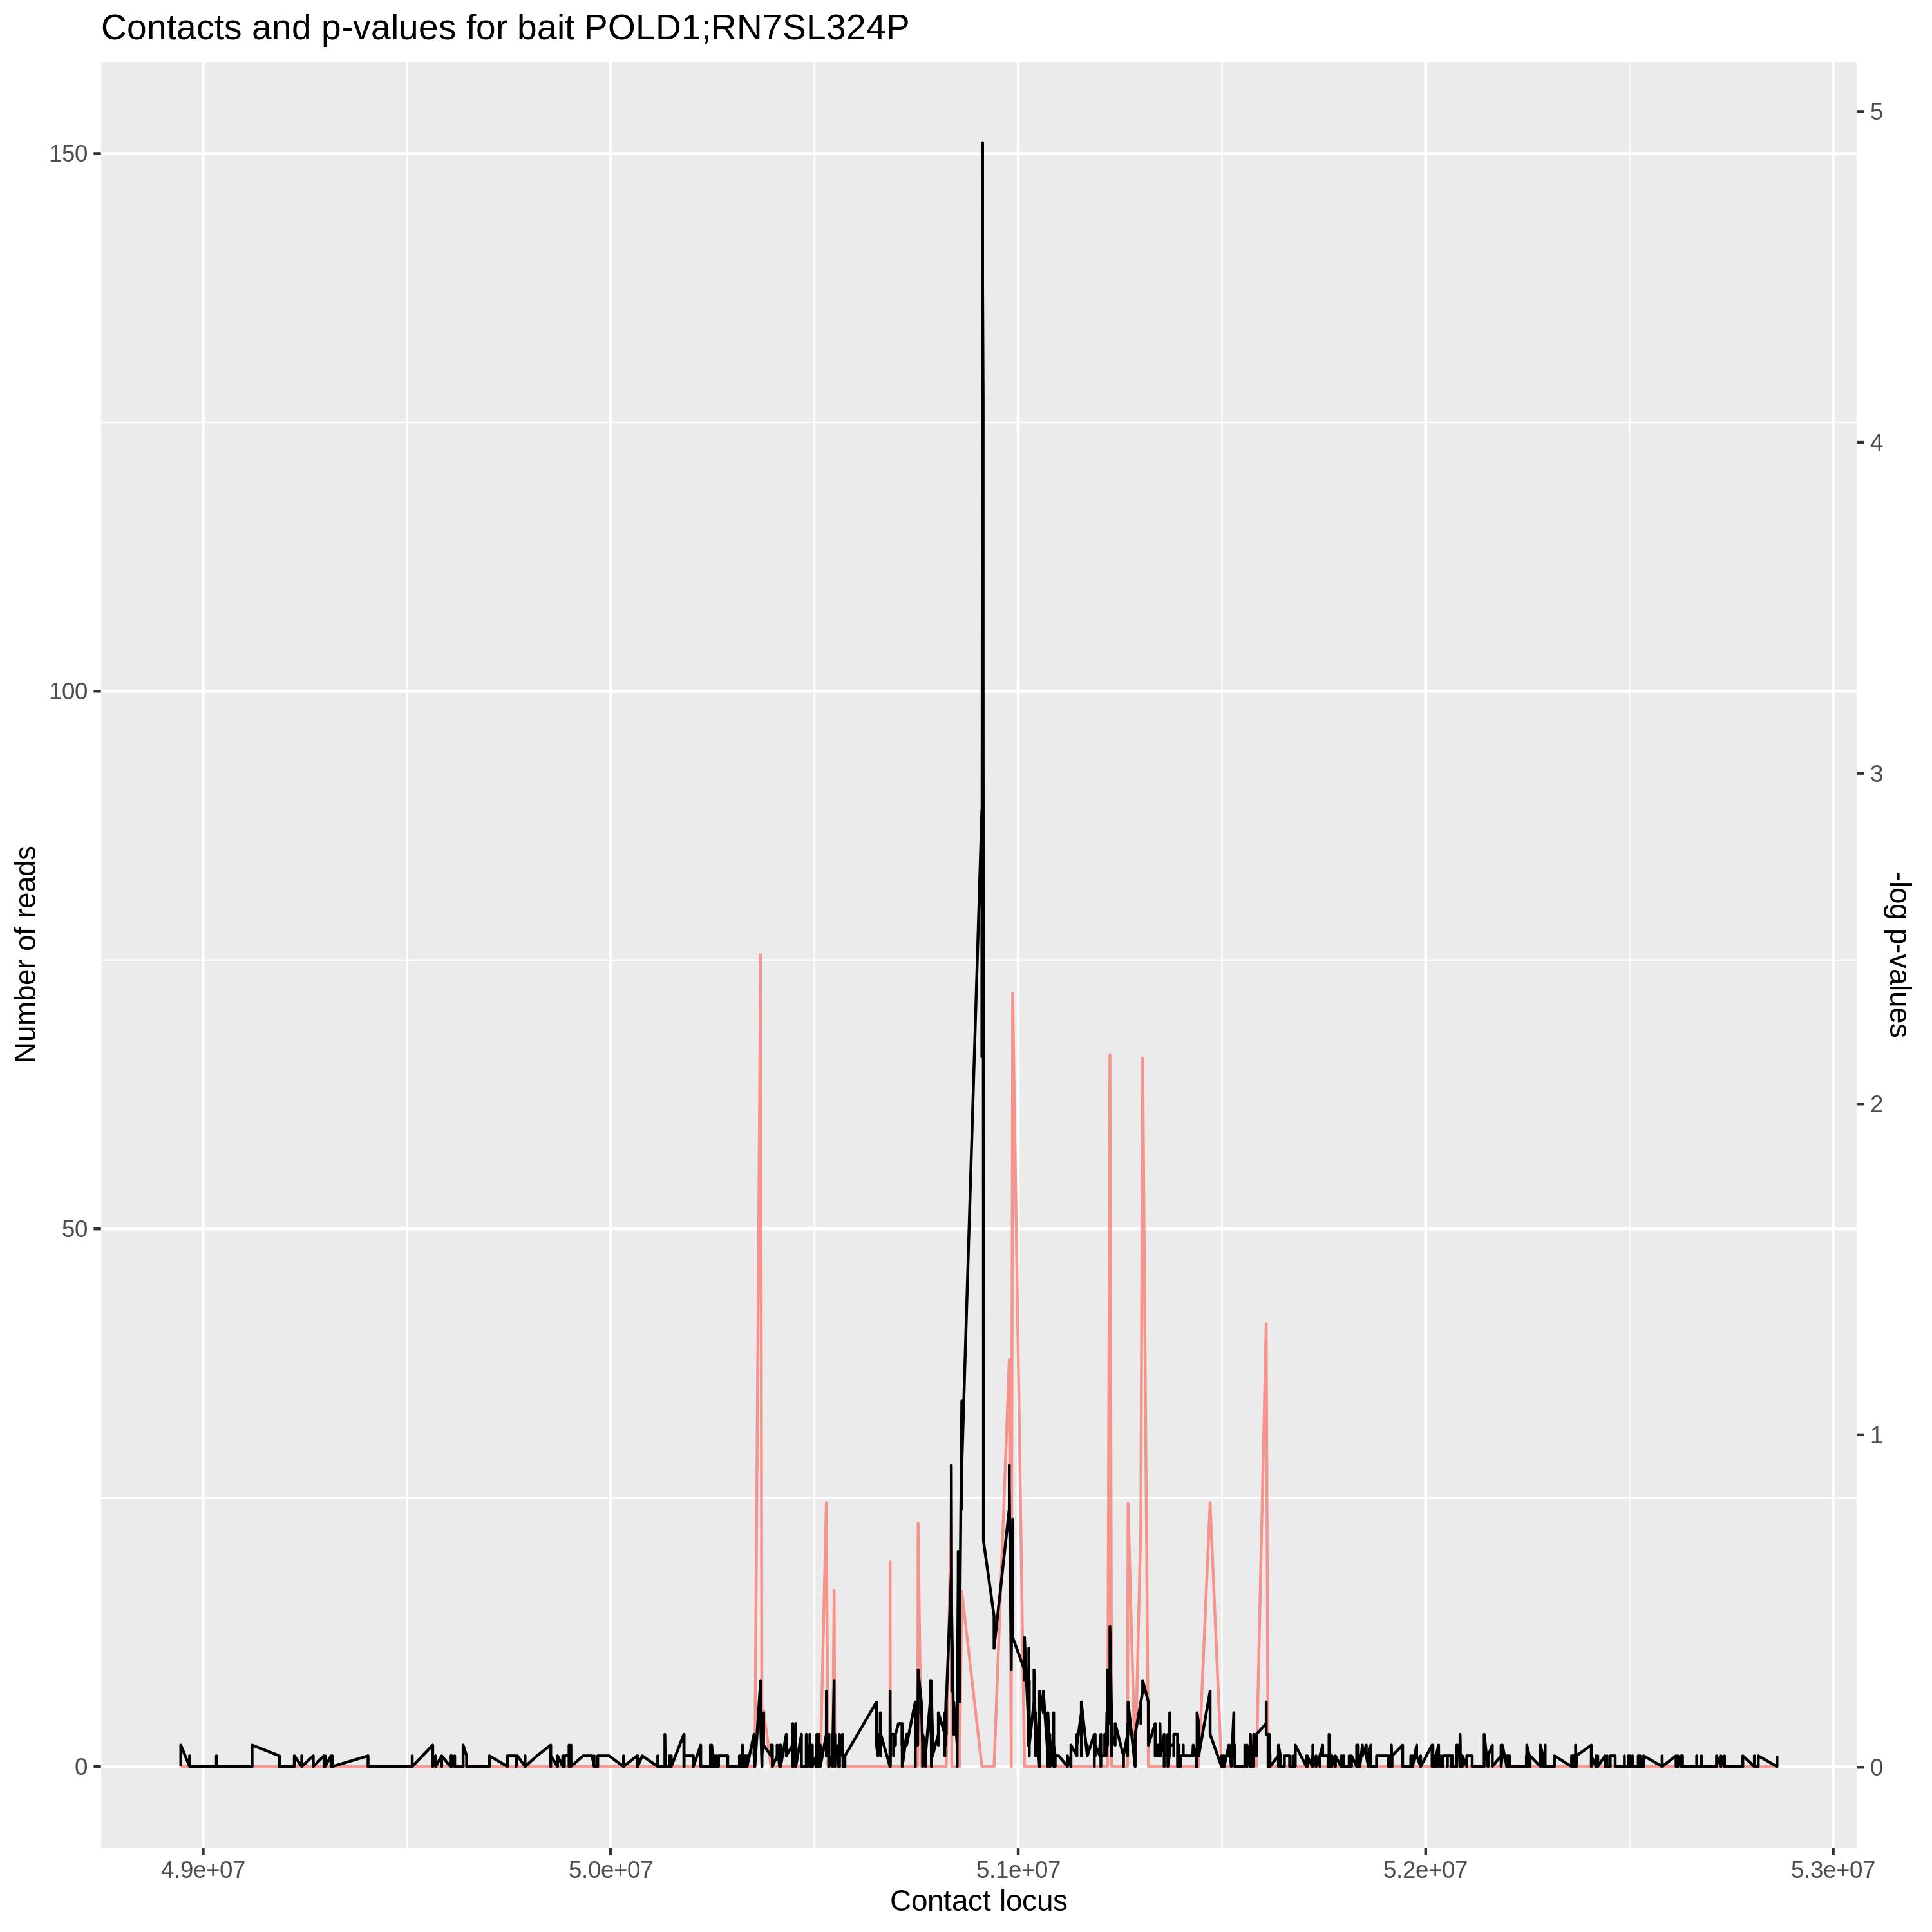 Contacts and p-values for bait POLD1;RN7SL324P
150
100
50
0
Number of reads
5
4
3
2
1
0
-log p-values
4.9e+07
5.0e+07
5.1e+07
5.2e+07
5.3e+07
Contact locus